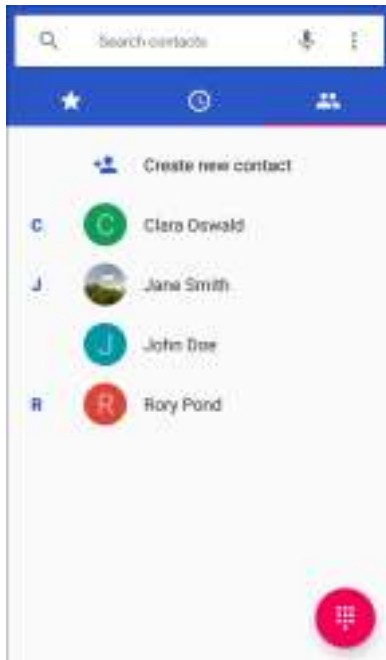 Search contacts
Create new contact
C
C
Clara Oswald
J
Jane Smith
J
John Doe
R
R
Rory Pond